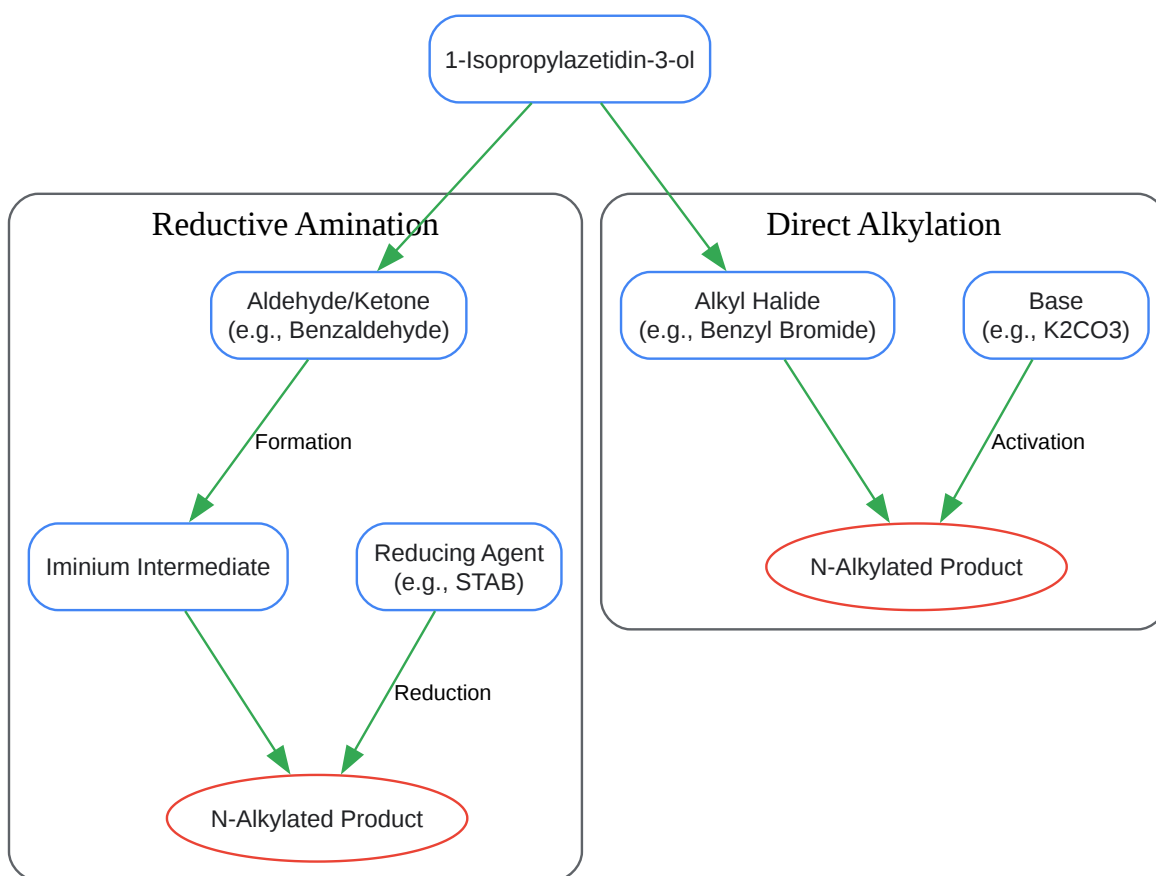 1-Isopropylazetidin-3-ol
Reductive Amination
Aldehyde/Ketone
(e.g., Benzaldehyde)
Formation
Iminium Intermediate
Reducing Agent
(e.g., STAB)
Reduction
N-Alkylated Product
Direct Alkylation
Alkyl Halide
(e.g., Benzyl Bromide)
Base
(e.g., K2CO3)
Activation
N-Alkylated Product